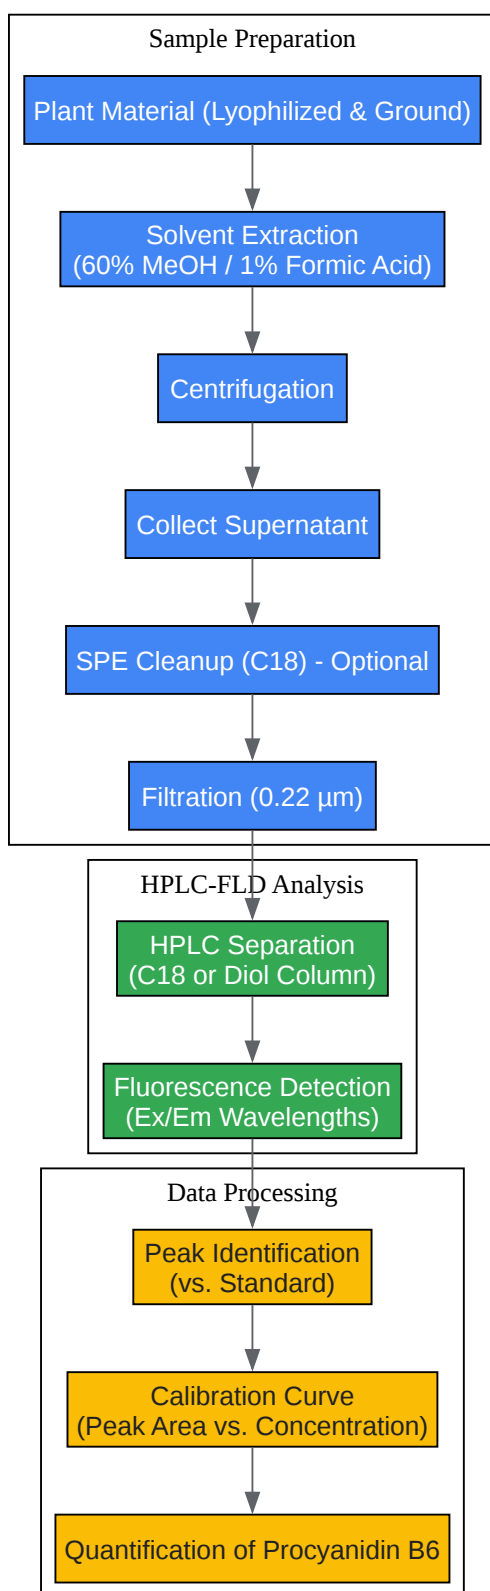 Sample Preparation
Plant Material (Lyophilized & Ground)
Solvent Extraction
(60% MeOH / 1% Formic Acid)
Centrifugation
Collect Supernatant
SPE Cleanup (C18) - Optional
Filtration (0.22 µm)
HPLC-FLD Analysis
HPLC Separation
(C18 or Diol Column)
Fluorescence Detection
(Ex/Em Wavelengths)
Data Processing
Peak Identification
(vs. Standard)
Calibration Curve
(Peak Area vs. Concentration)
Quantification of Procyanidin B6